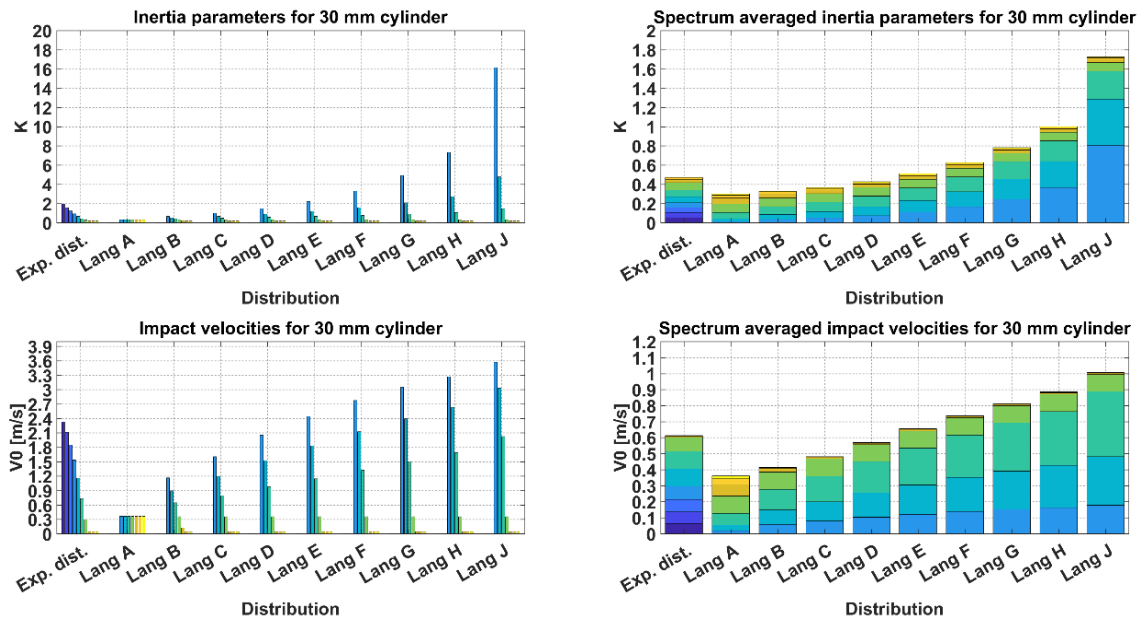 Inertia parameters for 30 mm cylinder
20
18
16
14
12
10
8
6
4
2
0
K
Exp. dist.
Lang A
Lang B
Lang C
Lang D
Lang E
Lang F
Lang G
Lang H
Lang J
Distribution
Spectrum averaged inertia parameters for 30 mm cylinder
2
1.8
1.6
1.4
1.2
1
0.8
0.6
0.4
0.2
0
K
Exp. dist.
Lang A
Lang B
Lang C
Lang D
Lang E
Lang F
Lang G
Lang H
Lang J
Distribution
Impact velocities for 30 mm cylinder
3.9
3.6
3.3
3
2.7
2.4
2.1
1.8
1.5
1.2
0.9
0.6
0.3
0
V0 [m/s]
Exp. dist.
Lang A
Lang B
Lang C
Lang D
Lang E
Lang F
Lang G
Lang H
Lang J
Distribution
Spectrum averaged impact velocities for 30 mm cylinder
1.2
1.1
1
0.9
0.8
0.7
0.6
0.5
0.4
0.3
0.2
0.1
0
V0 [m/s]
Exp. dist.
Lang A
Lang B
Lang C
Lang D
Lang E
Lang F
Lang G
Lang H
Lang J
Distribution